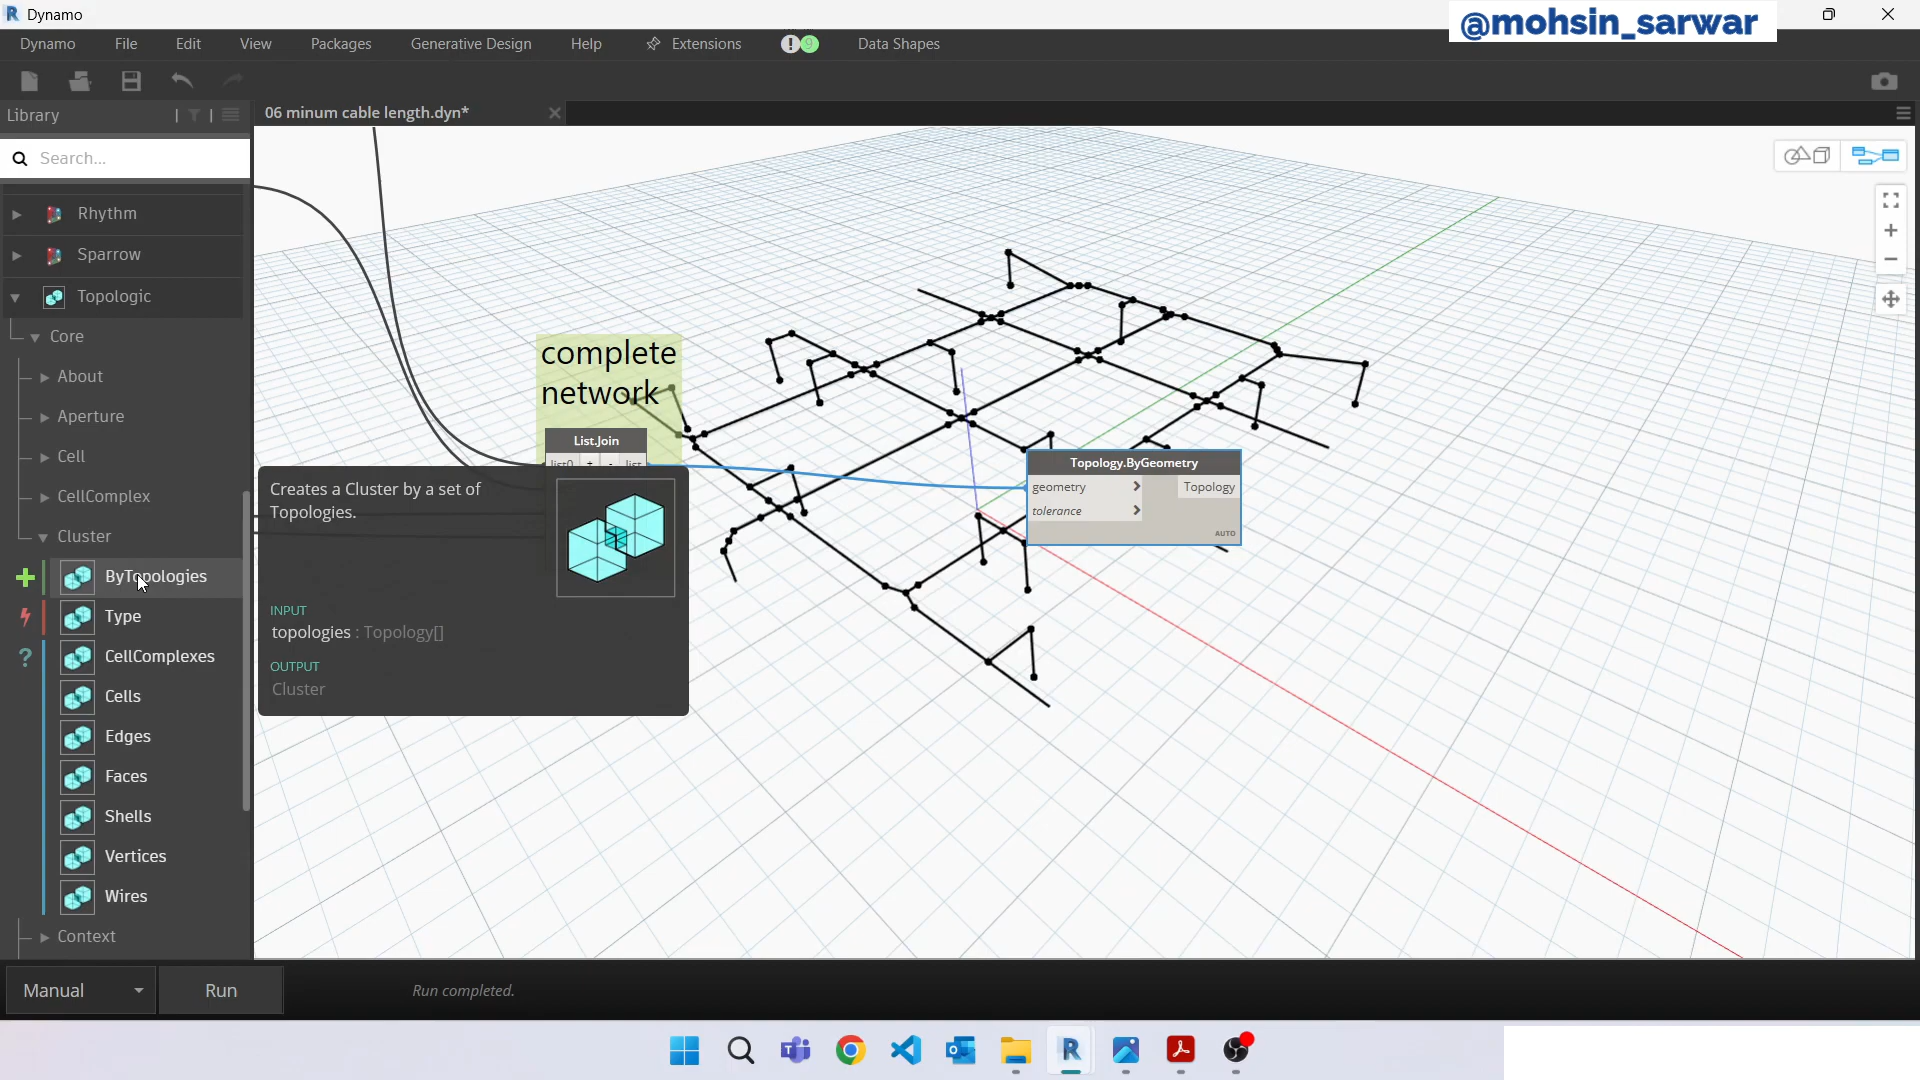 Dynamo
@mohsin_sarwar
Dynamo File Edit View Packages Generative Design Help Extensions ! 9 Data Shapes
Library
06 minum cable length.dyn*
Search...
Rhythm
Sparrow
Topologic
Core
About
Aperture
Cell
CellComplex
Cluster
ByTopologies
Type
CellComplexes
Cells
Edges
Faces
Shells
Vertices
Wires
Context
complete
network
List.Join
list0 + - list
Creates a Cluster by a set of
Topologies.
INPUT
topologies : Topology[]
OUTPUT
Cluster
Topology.ByGeometry
geometry > Topology
tolerance >
AUTO
Manual Run Run completed.